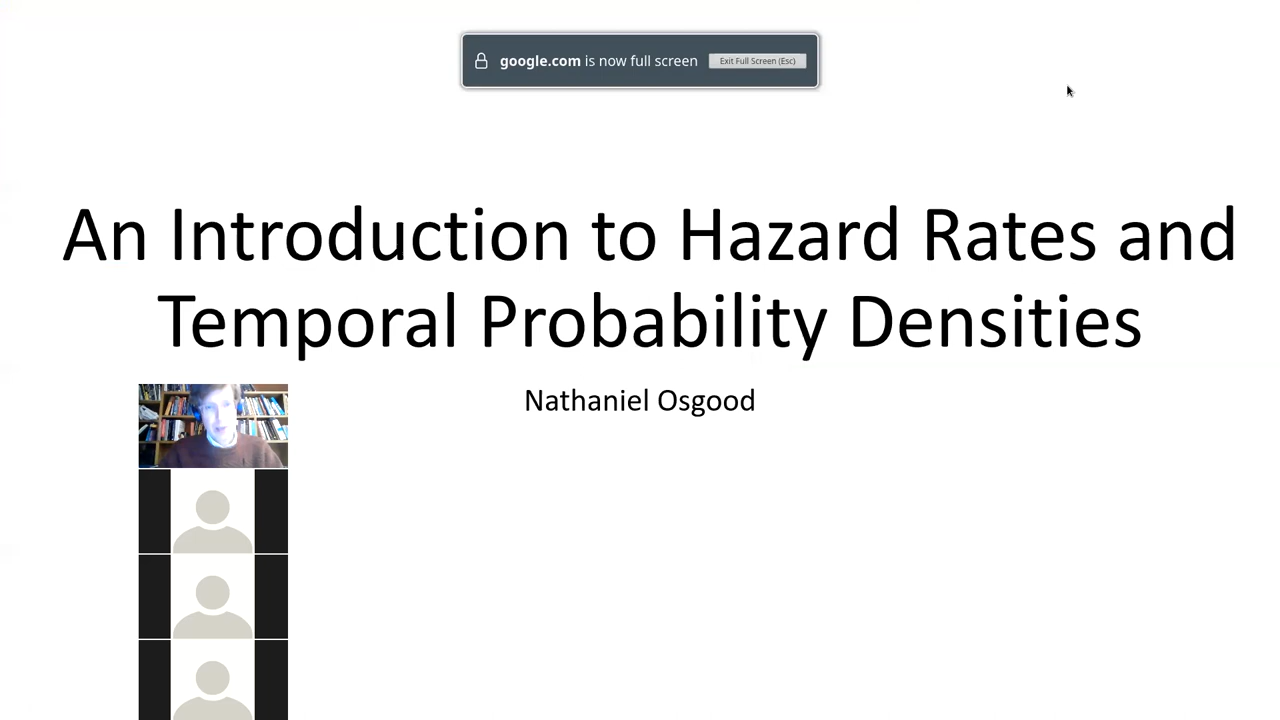 google.com is now full screen
Exit Full Screen (Esc)
An Introduction to Hazard Rates and
Temporal Probability Densities
Nathaniel Osgood